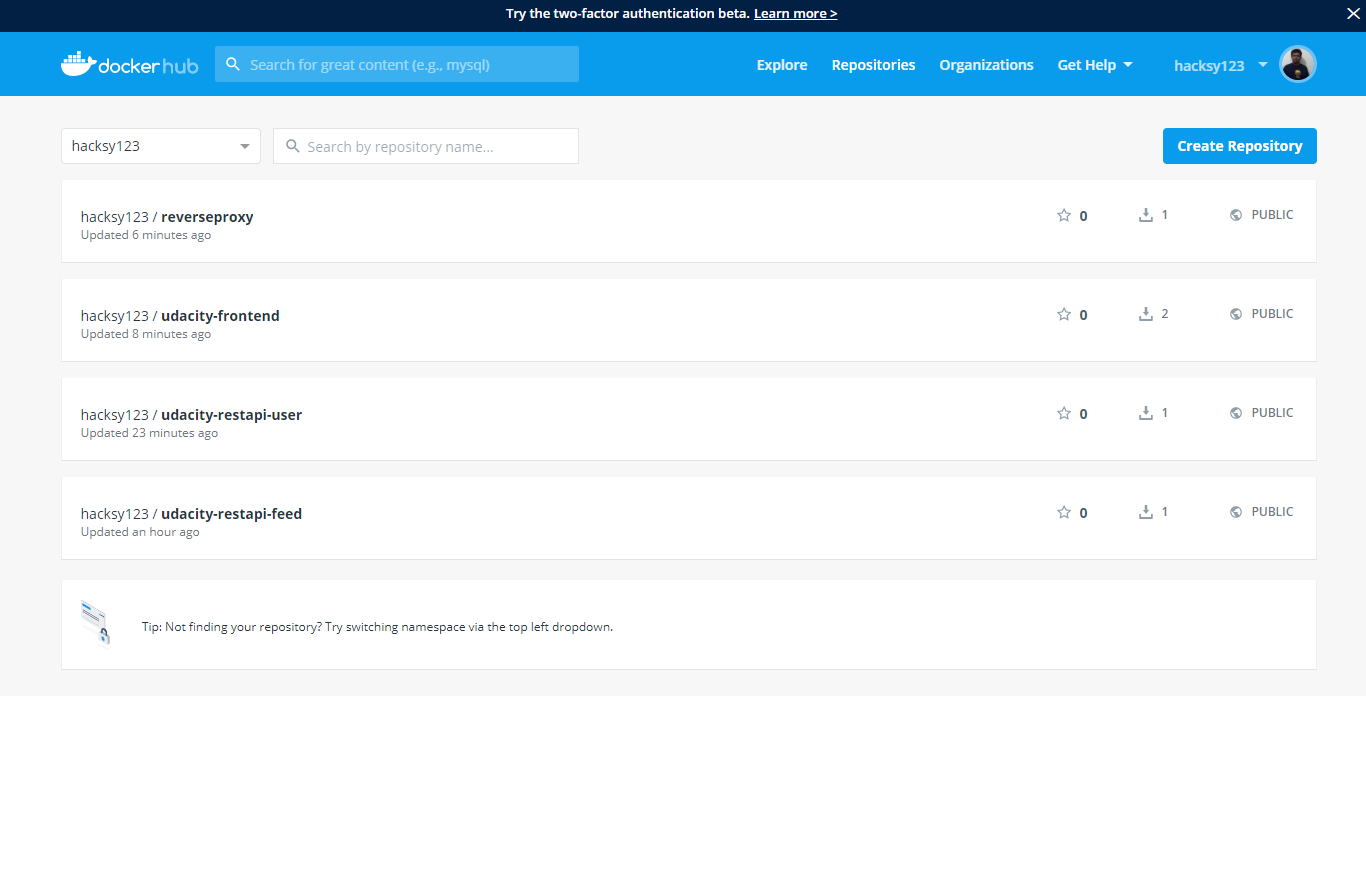 Try the two-factor authentication beta. Learn more >
docker hub Search for great content (e.g., mysql) Explore Repositories Organizations Get Help hacksy123
hacksy123 Search by repository name... Create Repository
hacksy123 / reverseproxy 0 1 PUBLIC
Updated 6 minutes ago
hacksy123 / udacity-frontend 0 2 PUBLIC
Updated 8 minutes ago
hacksy123 / udacity-restapi-user 0 1 PUBLIC
Updated 23 minutes ago
hacksy123 / udacity-restapi-feed 0 1 PUBLIC
Updated an hour ago
Tip: Not finding your repository? Try switching namespace via the top left dropdown.